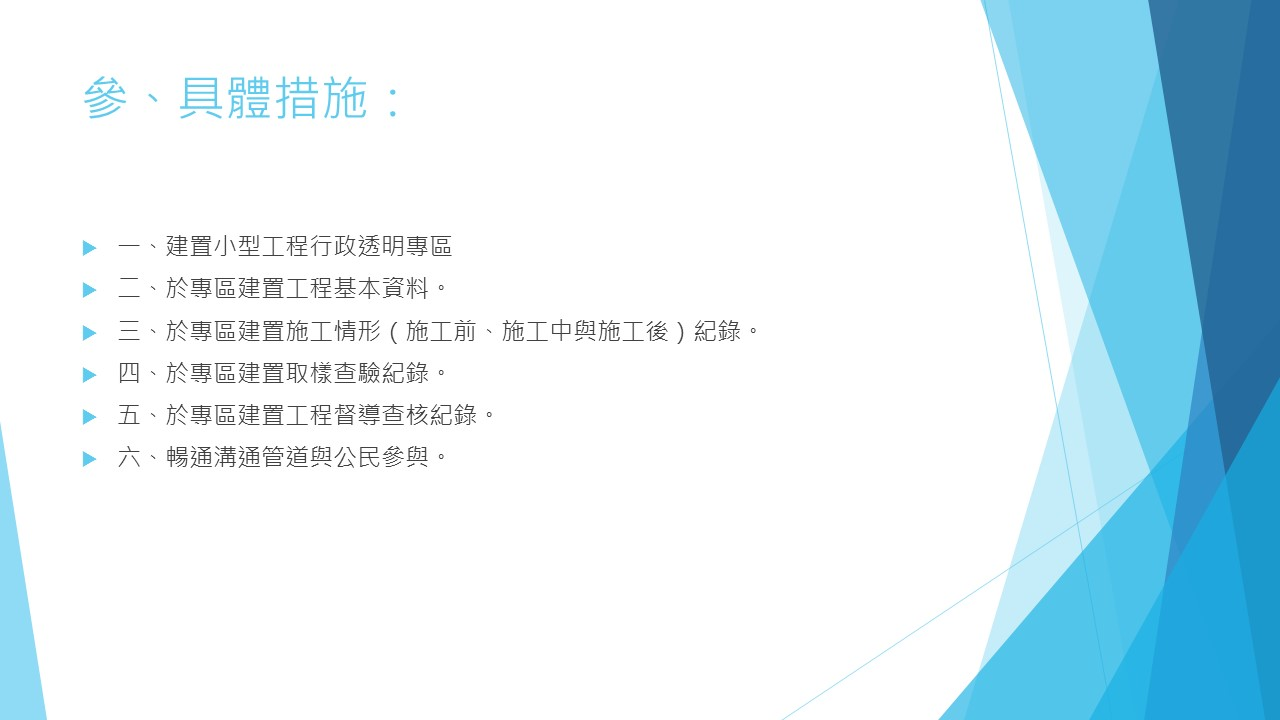 參、具體措施：
一、建置小型工程行政透明專區
二、於專區建置工程基本資料。
三、於專區建置施工情形（施工前、施工中與施工後）紀錄。
四、於專區建置取樣查驗紀錄。
五、於專區建置工程督導查核紀錄。
六、暢通溝通管道與公民參與。